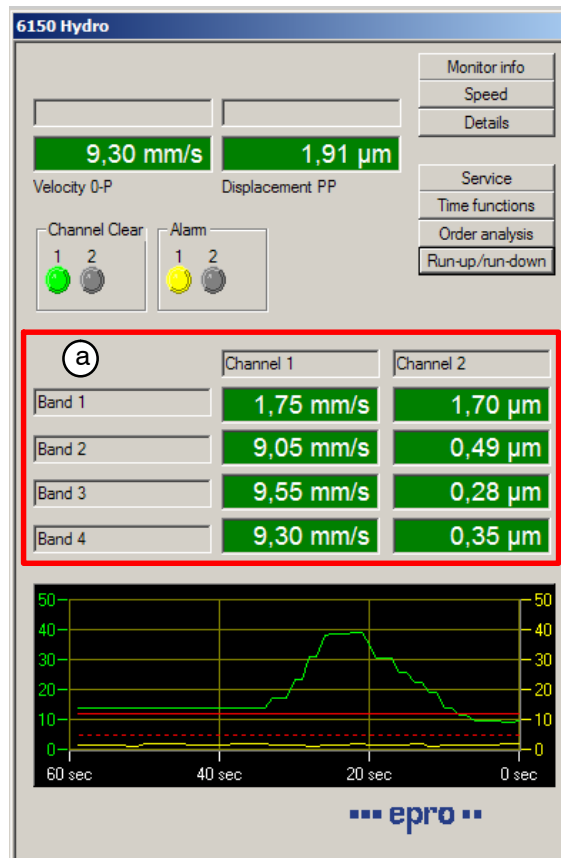 6150 Hydro
Monitor info
Speed
Details
9,30 mm/s 1,91 µm
Velocity 0-P Displacement PP
Service
Time functions
Order analysis
Run-up/run-down
Channel Clear Alarm
1 2 1 2
a
Channel 1 Channel 2
Band 1 1,75 mm/s 1,70 µm
Band 2 9,05 mm/s 0,49 µm
Band 3 9,55 mm/s 0,28 µm
Band 4 9,30 mm/s 0,35 µm
50 50
40 40
30 30
20 20
10 10
0 0
60 sec 40 sec 20 sec 0 sec
epro